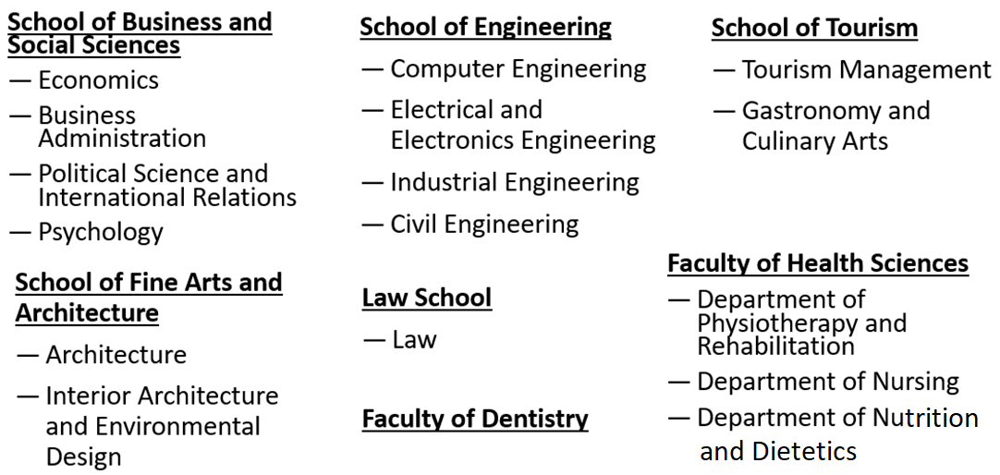 School of Business and
Social Sciences
— Economics
— Business
Administration
— Political Science and
International Relations
— Psychology
School of Engineering
— Computer Engineering
— Electrical and
Electronics Engineering
— Industrial Engineering
— Civil Engineering
School of Tourism
— Tourism Management
— Gastronomy and
Culinary Arts
School of Fine Arts and
Architecture
— Architecture
— Interior Architecture
and Environmental
Design
Law School
— Law
Faculty of Dentistry
Faculty of Health Sciences
— Department of
Physiotherapy and
Rehabilitation
— Department of Nursing
— Department of Nutrition
and Dietetics